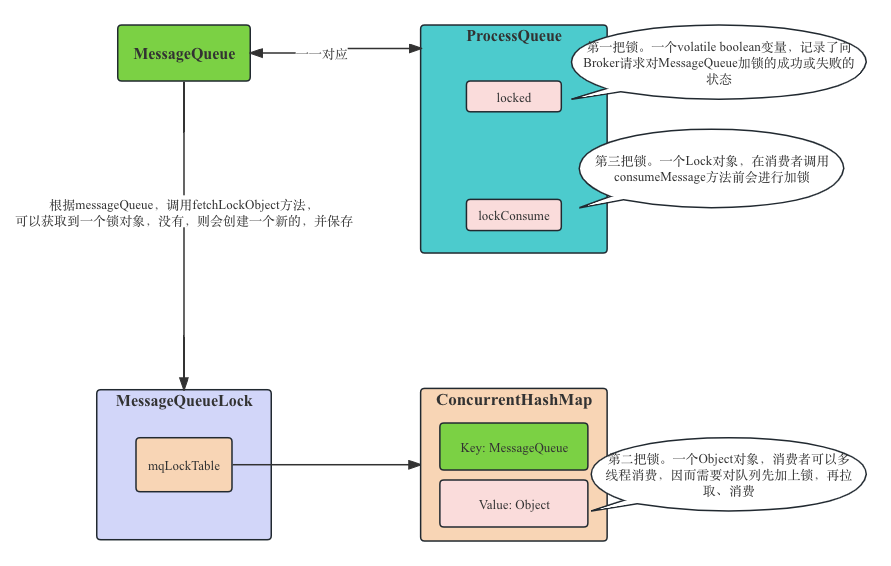 MessageQueue
一一对应
ProcessQueue
locked
第一把锁。一个volatile boolean变量，记录了向
Broker请求对MessageQueue加锁的成功或失败的
状态
第三把锁。一个Lock对象，在消费者调用
consumeMessage方法前会进行加锁
lockConsume
根据messageQueue，调用fetchLockObject方法，
可以获取到一个锁对象，没有，则会创建一个新的，并保存
MessageQueueLock
mqLockTable
ConcurrentHashMap
Key: MessageQueue
Value: Object
第二把锁。一个Object对象，消费者可以多
线程消费，因而需要对队列先加上锁，再拉
取、消费